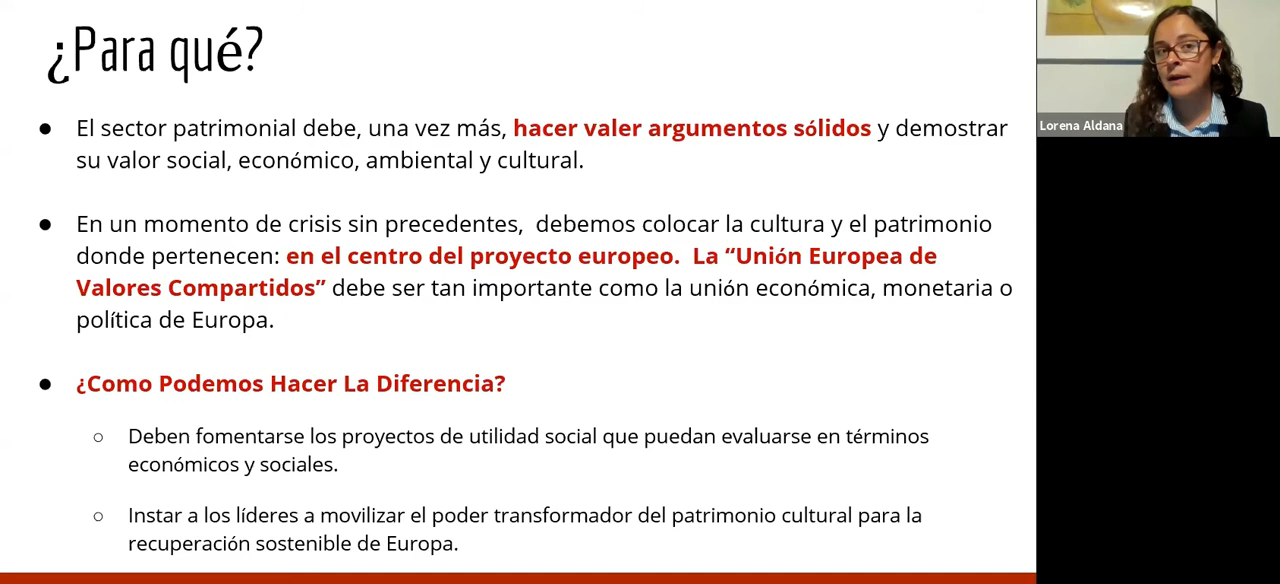 ¿Para qué?
El sector patrimonial debe, una vez más, hacer valer argumentos sólidos y demostrar
su valor social, económico, ambiental y cultural.
En un momento de crisis sin precedentes, debemos colocar la cultura y el patrimonio
donde pertenecen: en el centro del proyecto europeo. La “Unión Europea de
Valores Compartidos” debe ser tan importante como la unión económica, monetaria o
política de Europa.
¿Como Podemos Hacer La Diferencia?
Deben fomentarse los proyectos de utilidad social que puedan evaluarse en términos
económicos y sociales.
Instar a los líderes a movilizar el poder transformador del patrimonio cultural para la
recuperación sostenible de Europa.
Lorena Aldana